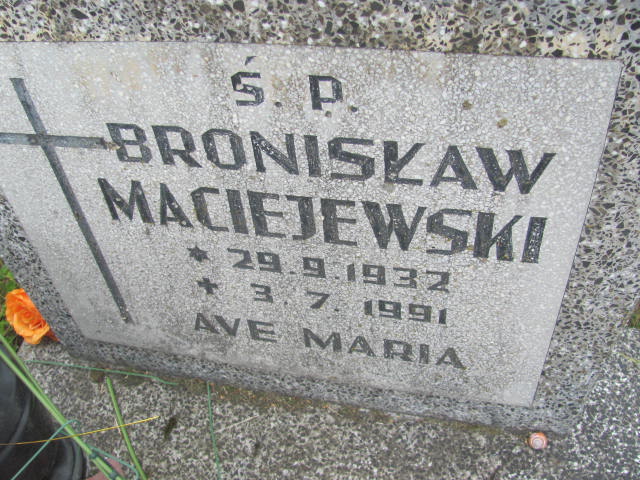 Ś. P.
BRONISŁAW
MACIEJEWSKI
* 29.9.1932
+ 3.7.1991
AVE MARIA